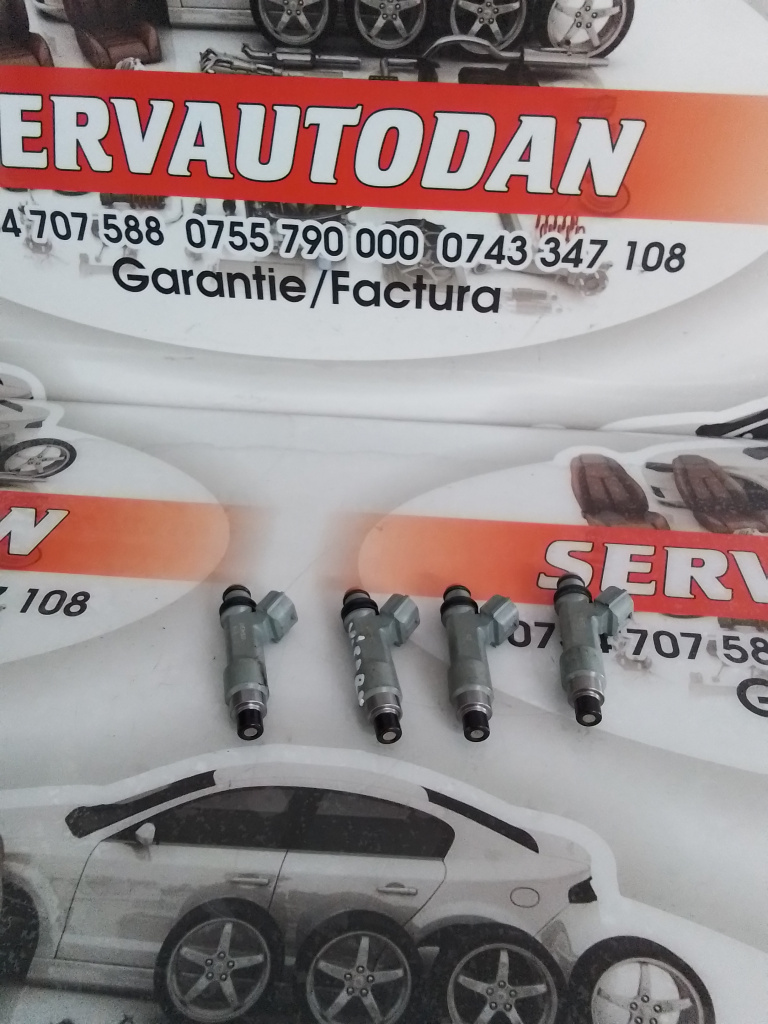 ERVAUTODAN
4 707 588 0755 790 000 0743 347 108
Garantie/Factura
N
108
SERV
07 4 707 58
G